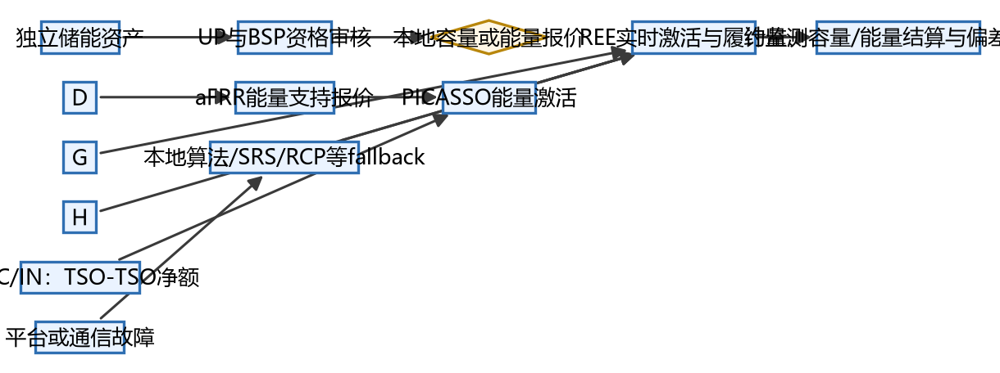 独立储能资产
UP与BSP资格审核
本地容量或能量报价
REE实时激活与履约监测
容量/能量结算与偏差
D
aFRR能量支持报价
PICASSO能量激活
G
本地算法/SRS/RCP等fallback
H
C/IN：TSO-TSO净额
平台或通信故障